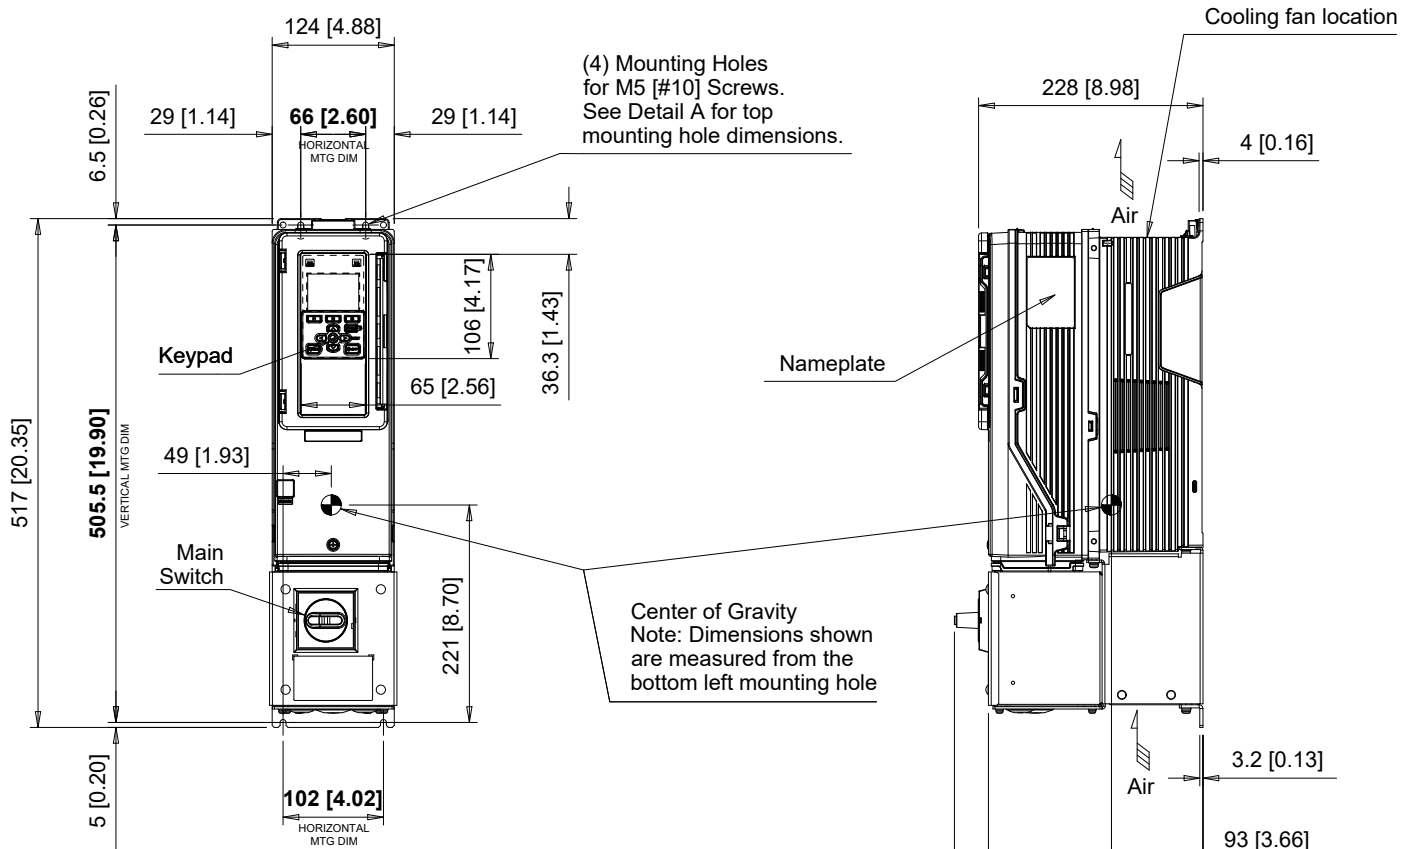 124 [4.88]
Cooling fan location
(4) Mounting Holes
for M5 [#10] Screws.
See Detail A for top
mounting hole dimensions.
228 [8.98]
6.5 [0.26]
29 [1.14]
66 [2.60]
29 [1.14]
HORIZONTAL
MTG DIM
4 [0.16]
Air
106 [4.17]
36.3 [1.43]
Keypad
Nameplate
65 [2.56]
517 [20.35]
505.5 [19.90]
VERTICAL MTG DIM
49 [1.93]
Main
Switch
221 [8.70]
Center of Gravity
Note: Dimensions shown
are measured from the
bottom left mounting hole
5 [0.20]
102 [4.02]
HORIZONTAL
MTG DIM
Air
3.2 [0.13]
93 [3.66]